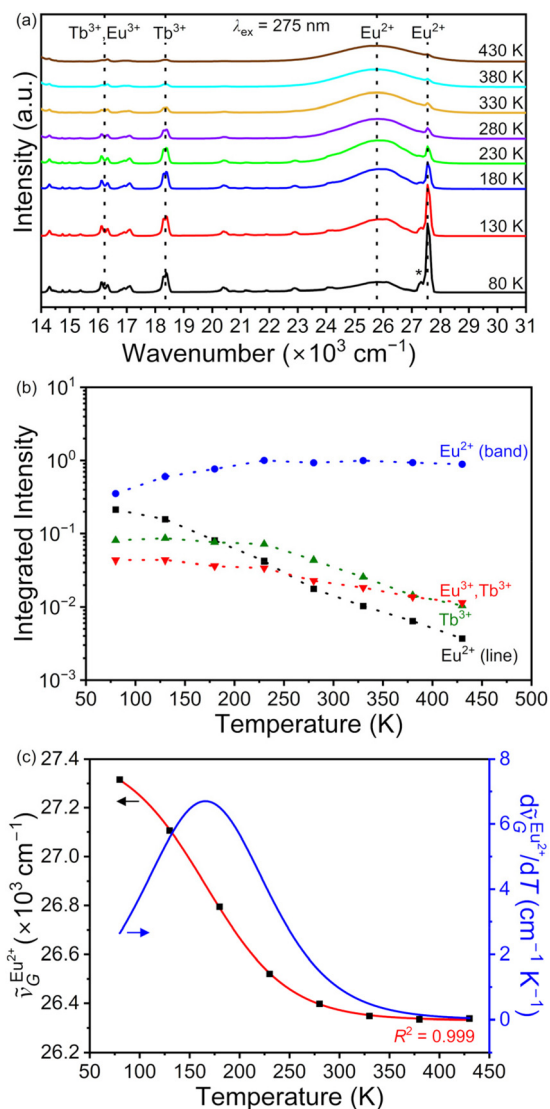 (a)
Tb³⁺,Eu³⁺ Tb³⁺ λex = 275 nm Eu²⁺ Eu²⁺
430 K
380 K
330 K
280 K
230 K
180 K
130 K
*
80 K
Intensity (a.u.)
14 15 16 17 18 19 20 21 22 23 24 25 26 27 28 29 30 31
Wavenumber (×10³ cm⁻¹)
(b)
10¹
10⁰
10⁻¹
10⁻²
10⁻³
Integrated Intensity
Eu²⁺ (band)
Eu³⁺,Tb³⁺
Tb³⁺
Eu²⁺ (line)
50 100 150 200 250 300 350 400 450 500
Temperature (K)
(c)
27.4
27.2
27.0
26.8
26.6
26.4
26.2
ṽ_G^Eu²⁺ (×10³ cm⁻¹)
8
6
4
2
0
dṽ_G^Eu²⁺/dT (cm⁻¹ K⁻¹)
R² = 0.999
50 100 150 200 250 300 350 400 450
Temperature (K)